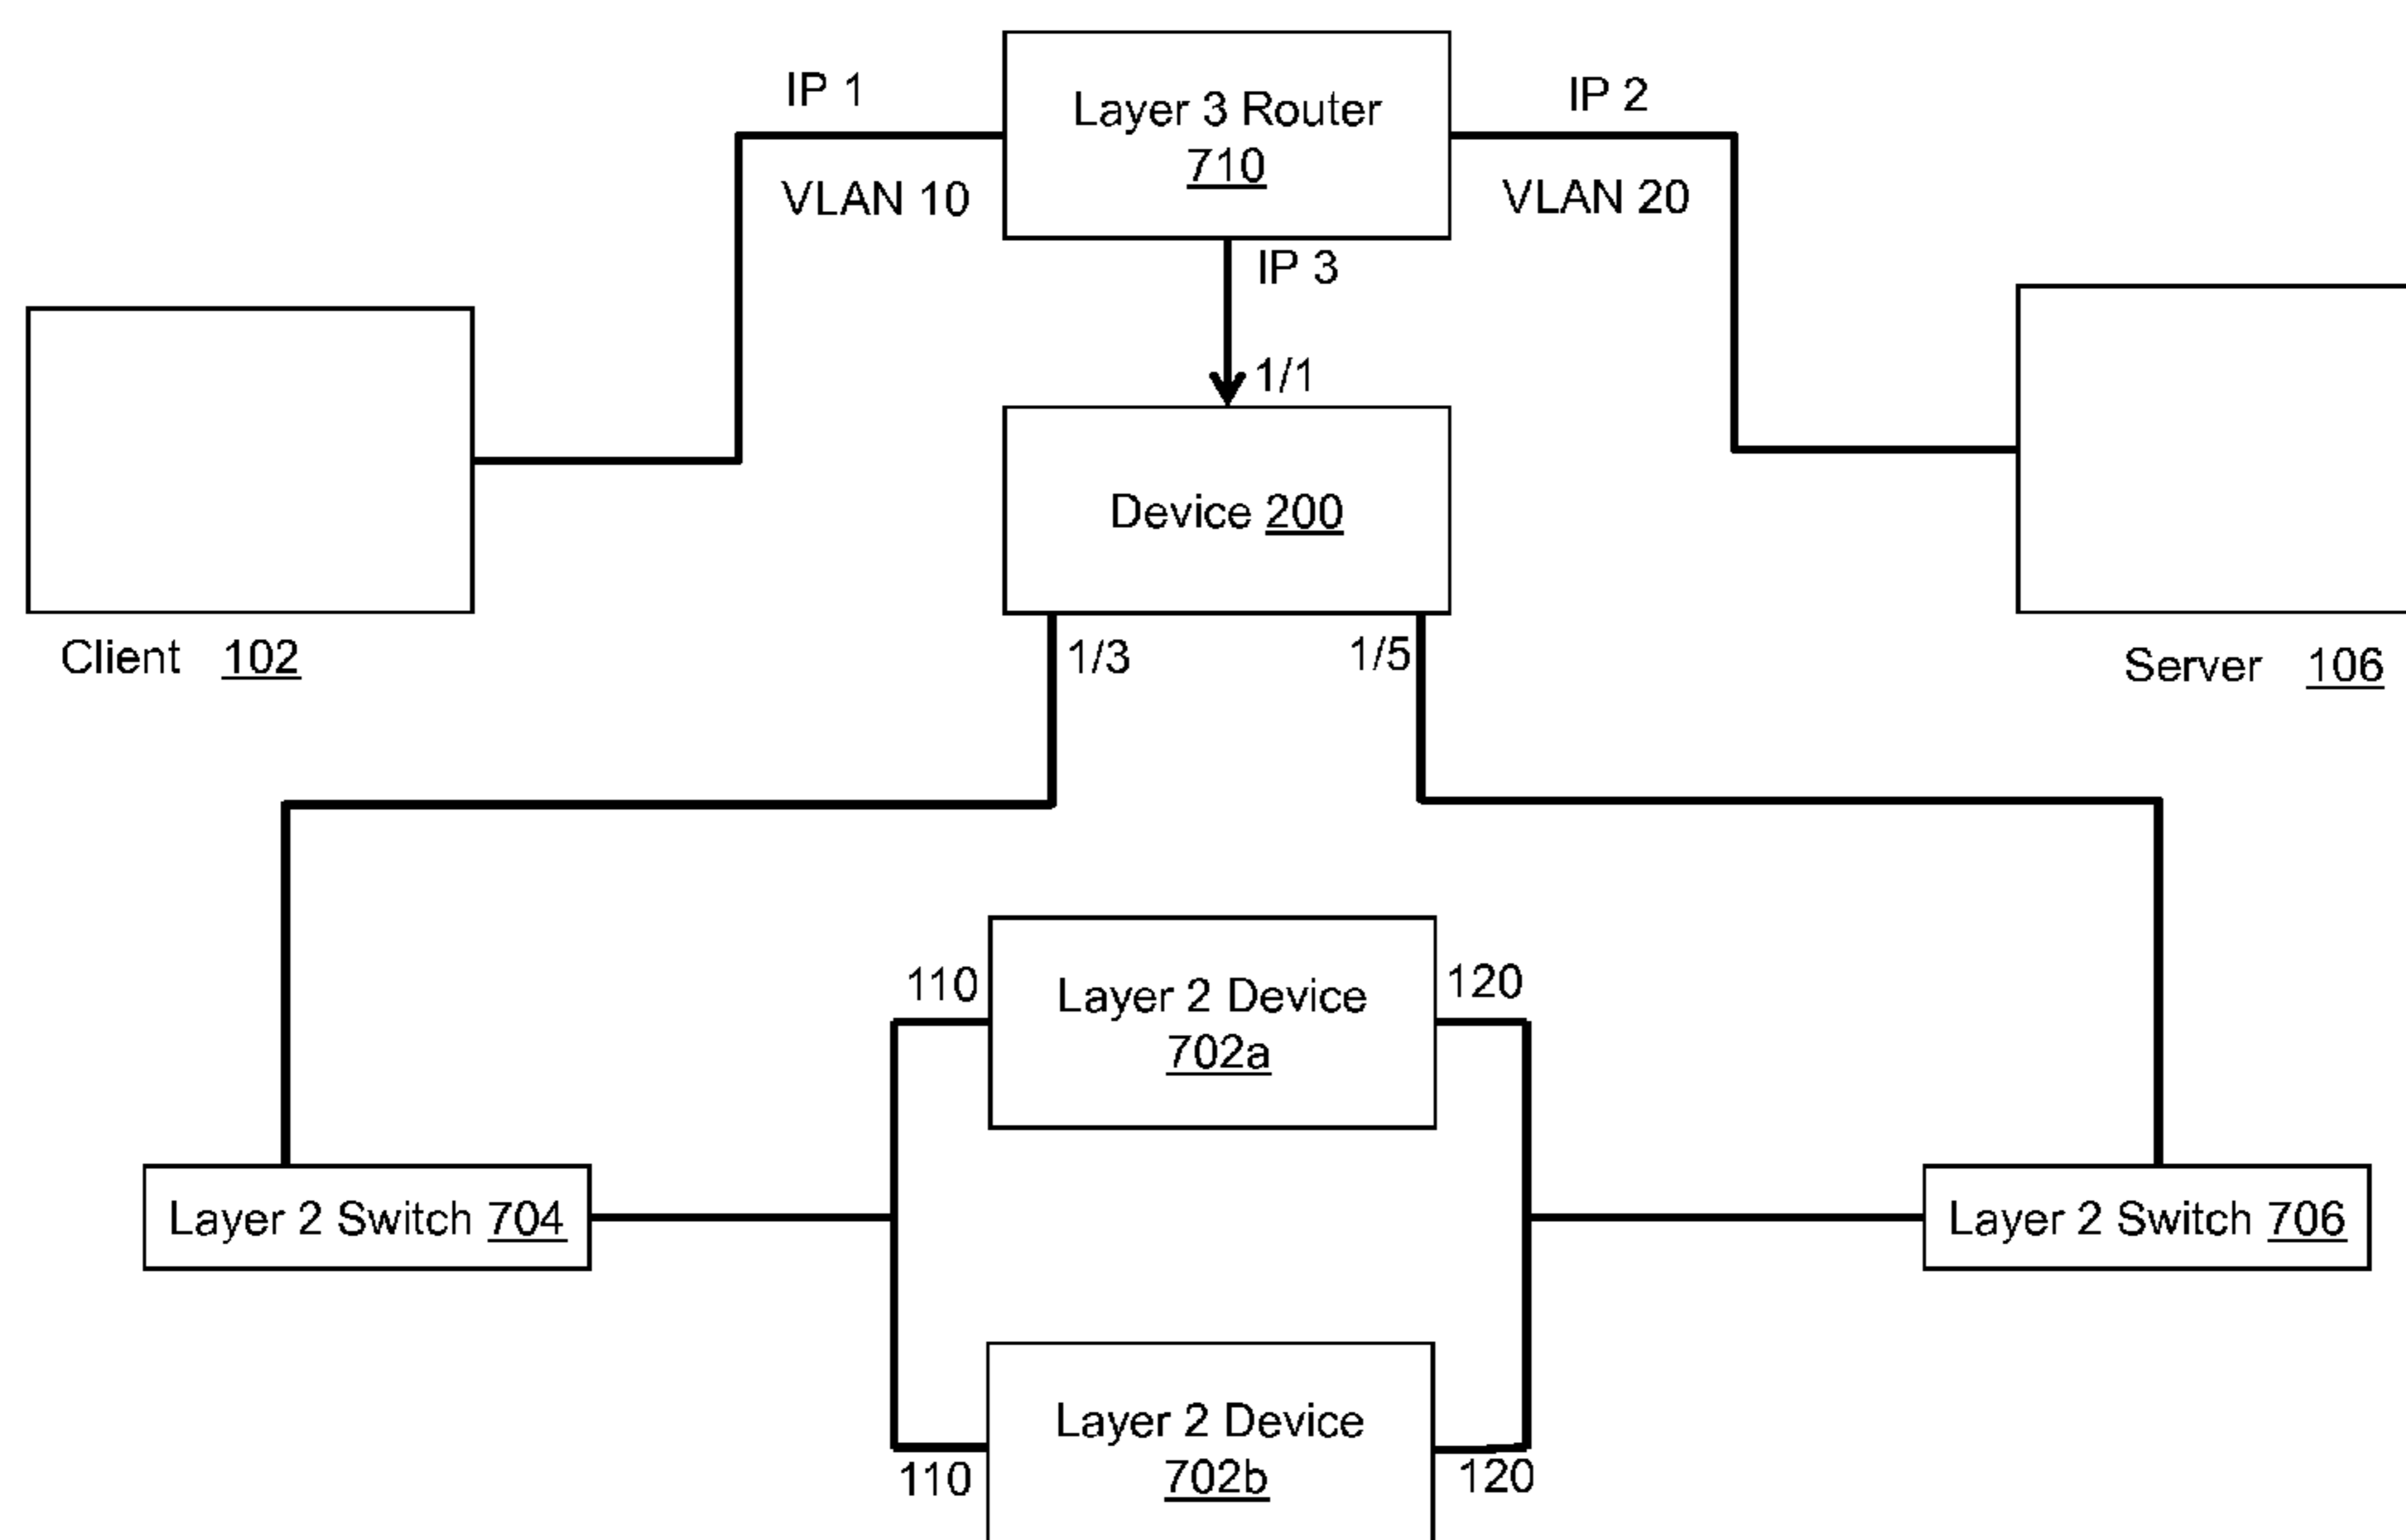 IP 1
Layer 3 Router
710
IP 2
VLAN 10
VLAN 20
IP 3
1/1
Device 200
Client 102
1/3
1/5
Server 106
110
Layer 2 Device
702a
120
Layer 2 Switch 704
Layer 2 Switch 706
Layer 2 Device
702b
110
120